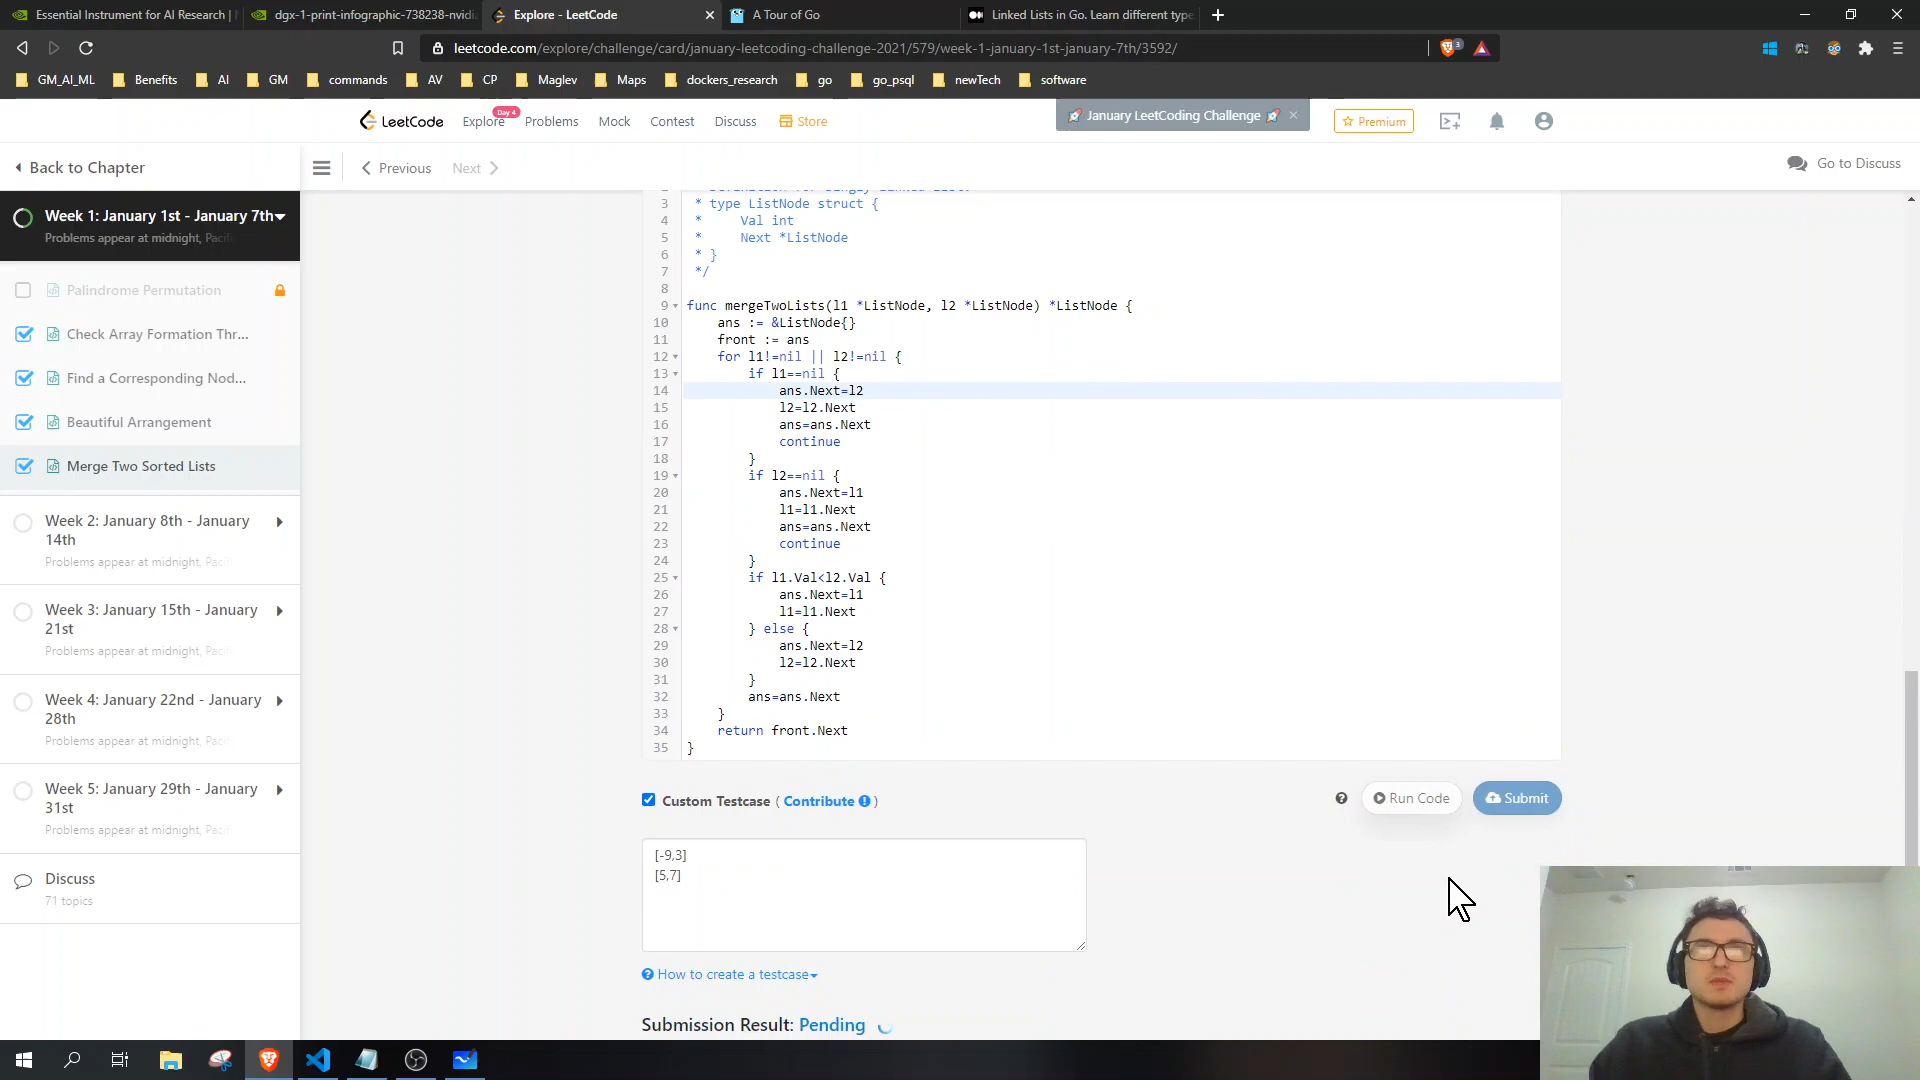 Essential Instrument for AI Research |
dgx-1-print-infographic-738238-nvidi
Explore - LeetCode
A Tour of Go
Linked Lists in Go. Learn different type
leetcode.com/explore/challenge/card/january-leetcoding-challenge-2021/579/week-1-january-1st-january-7th/3592/
GM_AI_ML
Benefits
AI
GM
commands
AV
CP
Maglev
Maps
dockers_research
go
go_psql
newTech
software
LeetCode
Explore
Day 4
Problems
Mock
Contest
Discuss
Store
January LeetCoding Challenge
Premium
Back to Chapter
Previous
Next
Go to Discuss
Week 1: January 1st - January 7th
Problems appear at midnight, Pacif
Palindrome Permutation
Check Array Formation Thr...
Find a Corresponding Nod...
Beautiful Arrangement
Merge Two Sorted Lists
Week 2: January 8th - January
14th
Problems appear at midnight, Pacif
Week 3: January 15th - January
21st
Problems appear at midnight, Pacif
Week 4: January 22nd - January
28th
Problems appear at midnight, Pacif
Week 5: January 29th - January
31st
Problems appear at midnight, Pacif
Discuss
71 topics
2 * Definition for singly-linked list.
3 * type ListNode struct {
4 *     Val int
5 *     Next *ListNode
6 * }
7 */
8
9 func mergeTwoLists(l1 *ListNode, l2 *ListNode) *ListNode {
10     ans := &ListNode{}
11     front := ans
12     for l1!=nil || l2!=nil {
13         if l1==nil {
14             ans.Next=l2
15             l2=l2.Next
16             ans=ans.Next
17             continue
18         }
19         if l2==nil {
20             ans.Next=l1
21             l1=l1.Next
22             ans=ans.Next
23             continue
24         }
25         if l1.Val<l2.Val {
26             ans.Next=l1
27             l1=l1.Next
28         } else {
29             ans.Next=l2
30             l2=l2.Next
31         }
32         ans=ans.Next
33     }
34     return front.Next
35 }
Custom Testcase ( Contribute )
Run Code
Submit
[-9,3]
[5,7]
How to create a testcase
Submission Result: Pending